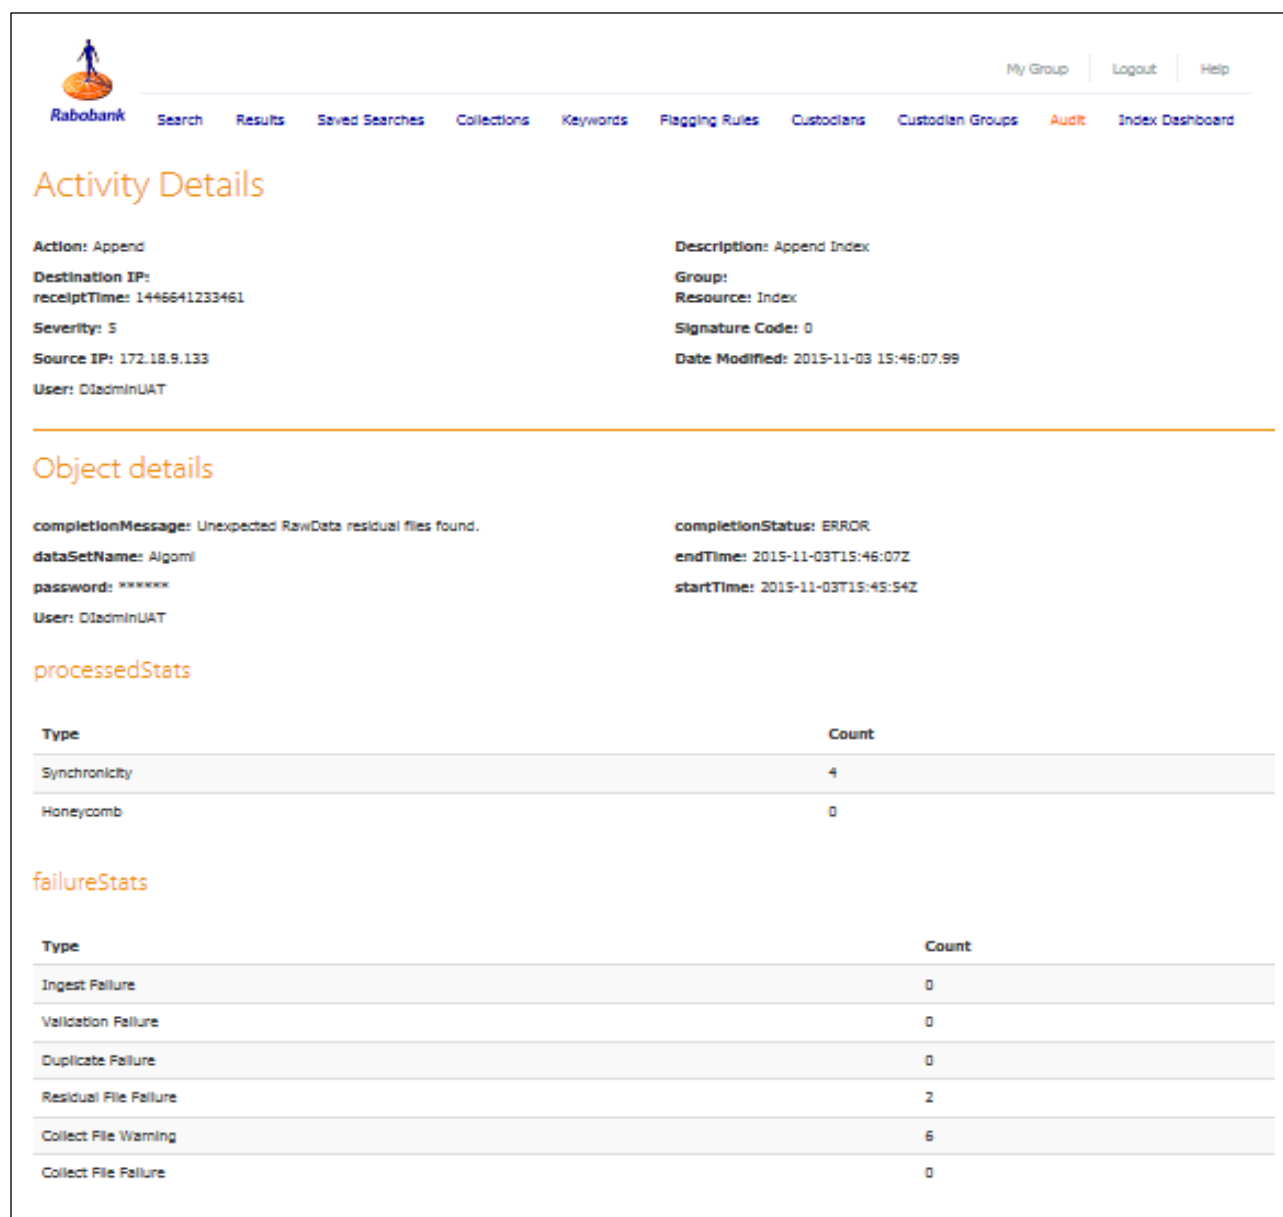 My Group Logout Help
Rabobank
Search Results Saved Searches Collections Keywords Flagging Rules Custodians Custodian Groups Audit Index Dashboard
Activity Details
Action: Append Description: Append Index
Destination IP: Group:
receiptTime: 1446641233461 Resource: Index
Severity: 5 Signature Code: 0
Source IP: 172.18.9.133 Date Modified: 2015-11-03 15:46:07.99
User: DIadminUAT
Object details
completionMessage: Unexpected RawData residual files found. completionStatus: ERROR
dataSetName: Algomi endTime: 2015-11-03T15:46:07Z
password: ****** startTime: 2015-11-03T15:45:54Z
User: DIadminUAT
processedStats
Type Count
Synchronicity 4
Honeycomb 0
failureStats
Type Count
Ingest Failure 0
Validation Failure 0
Duplicate Failure 0
Residual File Failure 2
Collect File Warning 6
Collect File Failure 0